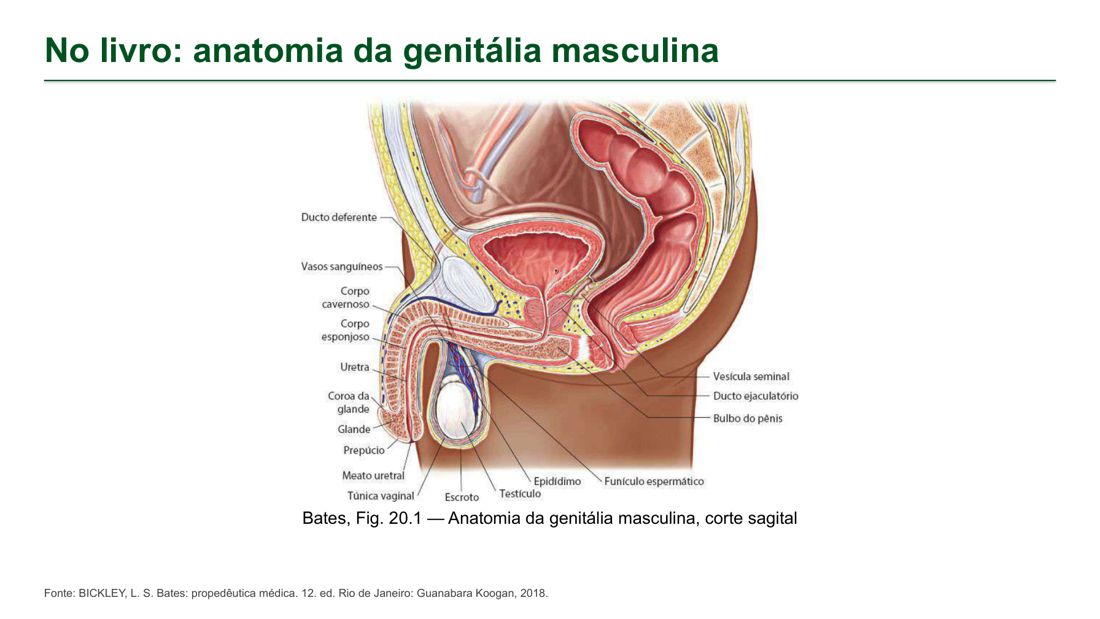 No livro: anatomia da genitália masculina
Ducto deferente
Vasos sanguíneos
Corpo
cavernoso
Corpo
esponjoso
Uretra
Coroa da
glande
Glande
Prepúcio
Meato uretral
Túnica vaginal
Escroto
Testículo
Epidídimo
Funículo espermático
Vesícula seminal
Ducto ejaculatório
Bulbo do pênis
Bates, Fig. 20.1 — Anatomia da genitália masculina, corte sagital
Fonte: BICKLEY, L. S. Bates: propedêutica médica. 12. ed. Rio de Janeiro: Guanabara Koogan, 2018.